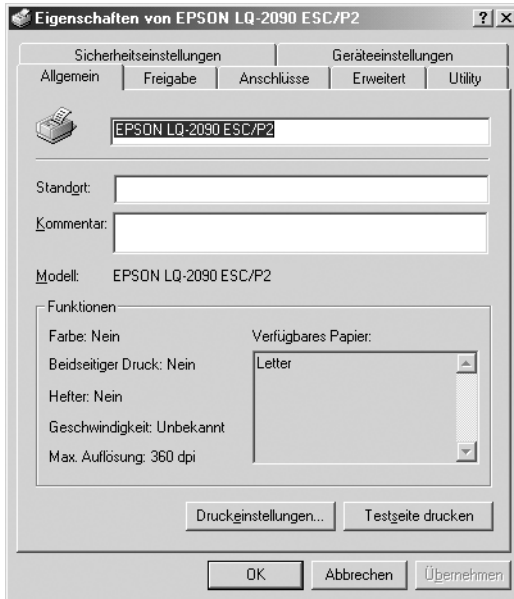 Eigenschaften von EPSON LQ-2090 ESC/P2
Sicherheitseinstellungen Geräteeinstellungen
Allgemein Freigabe Anschlüsse Erweitert Utility
EPSON LQ-2090 ESC/P2
Standort:
Kommentar:
Modell: EPSON LQ-2090 ESC/P2
Funktionen
Farbe: Nein Verfügbares Papier:
Beidseitiger Druck: Nein Letter
Hefter: Nein
Geschwindigkeit: Unbekannt
Max. Auflösung: 360 dpi
Druckeinstellungen... Testseite drucken
OK Abbrechen Übernehmen